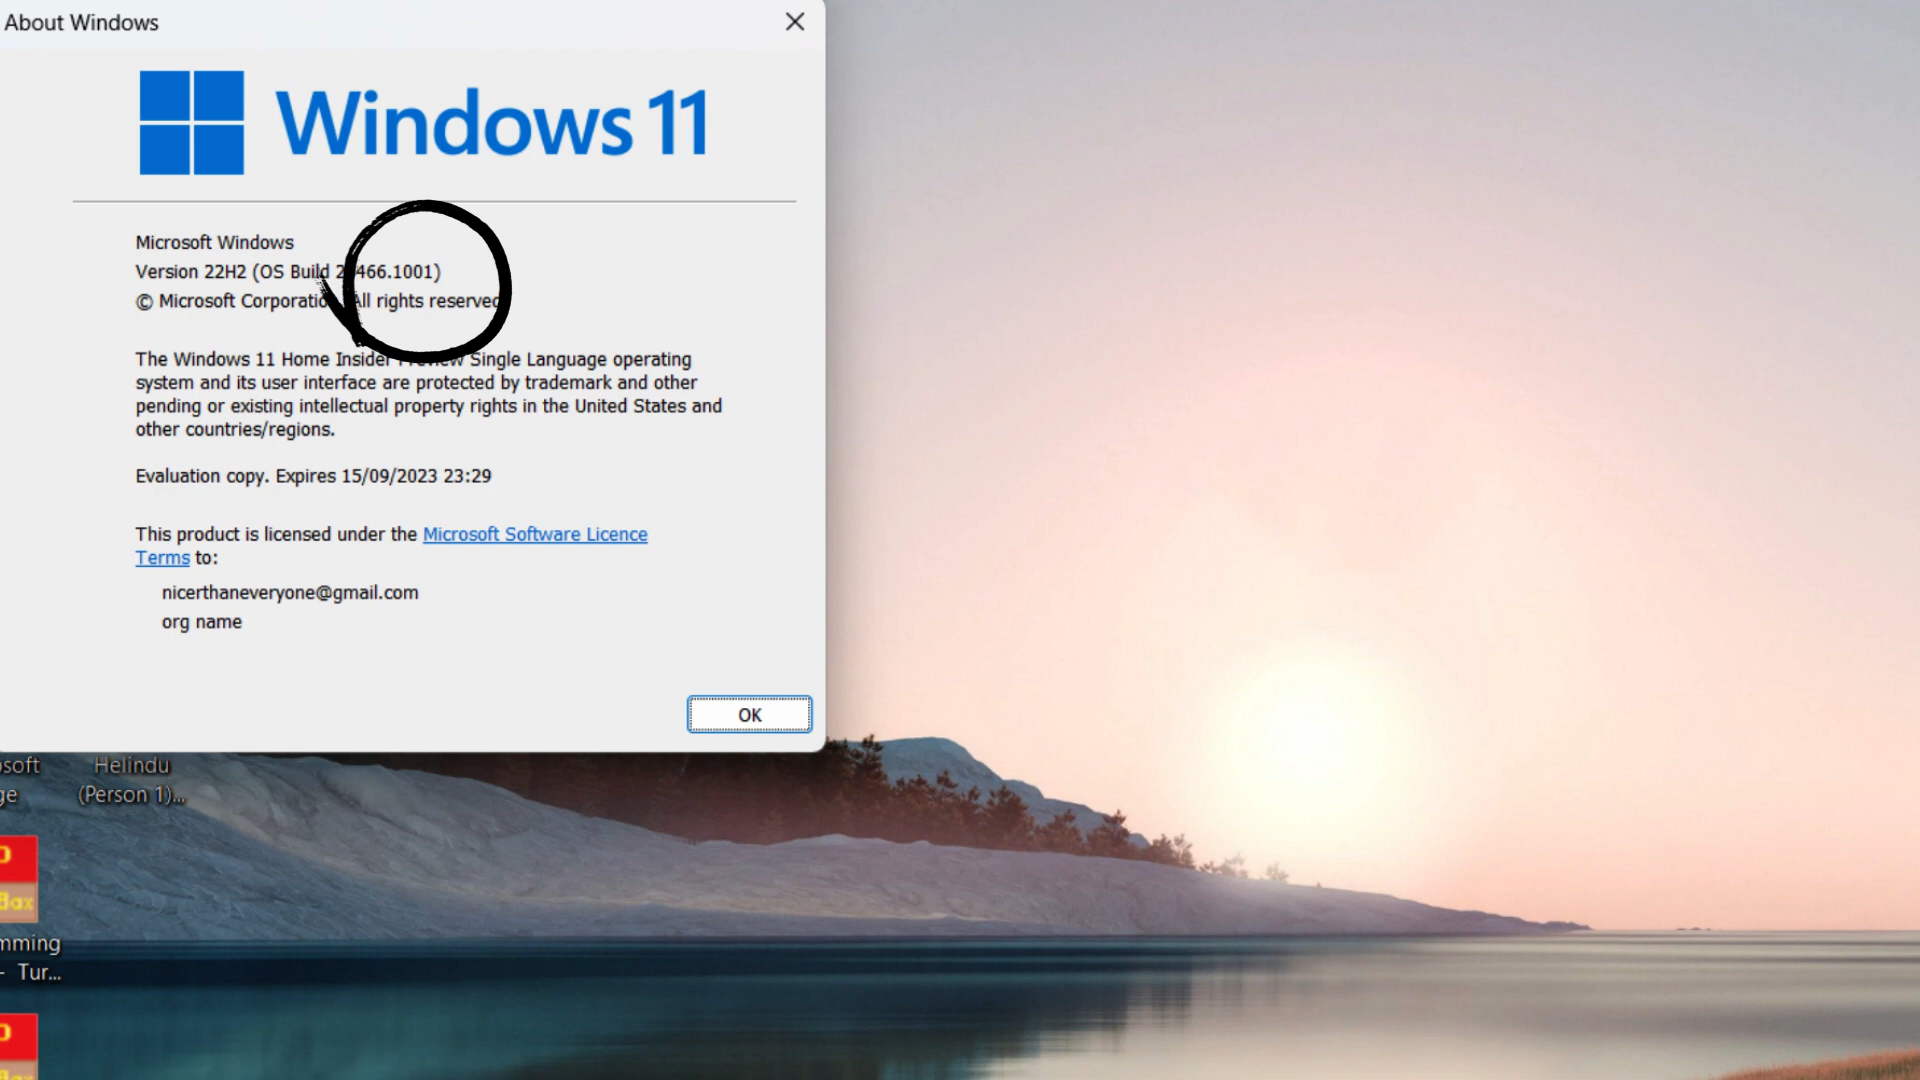 About Windows
Windows 11
Microsoft Windows
Version 22H2 (OS Build 466.1001)
© Microsoft Corporation All rights reserved
The Windows 11 Home Insider Preview Single Language operating
system and its user interface are protected by trademark and other
pending or existing intellectual property rights in the United States and
other countries/regions.
Evaluation copy. Expires 15/09/2023 23:29
This product is licensed under the Microsoft Software Licence
Terms to:
nicerthaneveryone@gmail.com
org name
OK
Helindu
(Person 1)...
Tur...